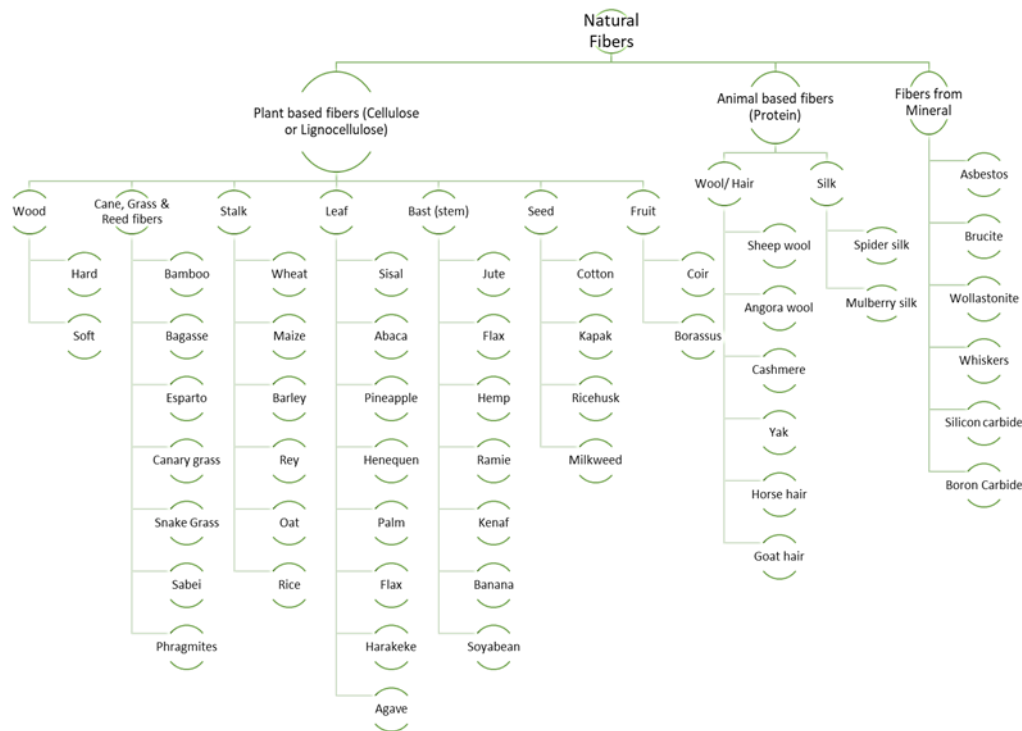 Natural
Fibers
Plant based fibers (Cellulose
or Lignocellulose)
Animal based fibers
(Protein)
Fibers from
Mineral
Wood
Cane, Grass &
Reed fibers
Stalk
Leaf
Bast (stem)
Seed
Fruit
Wool/ Hair
Silk
Hard
Soft
Bamboo
Bagasse
Esparto
Canary grass
Snake Grass
Sabei
Phragmites
Wheat
Maize
Barley
Rey
Oat
Rice
Sisal
Abaca
Pineapple
Henequen
Palm
Flax
Harakeke
Agave
Jute
Flax
Hemp
Ramie
Kenaf
Banana
Soyabean
Cotton
Kapak
Ricehusk
Milkweed
Coir
Borassus
Sheep wool
Angora wool
Cashmere
Yak
Horse hair
Goat hair
Spider silk
Mulberry silk
Asbestos
Brucite
Wollastonite
Whiskers
Silicon carbide
Boron Carbide